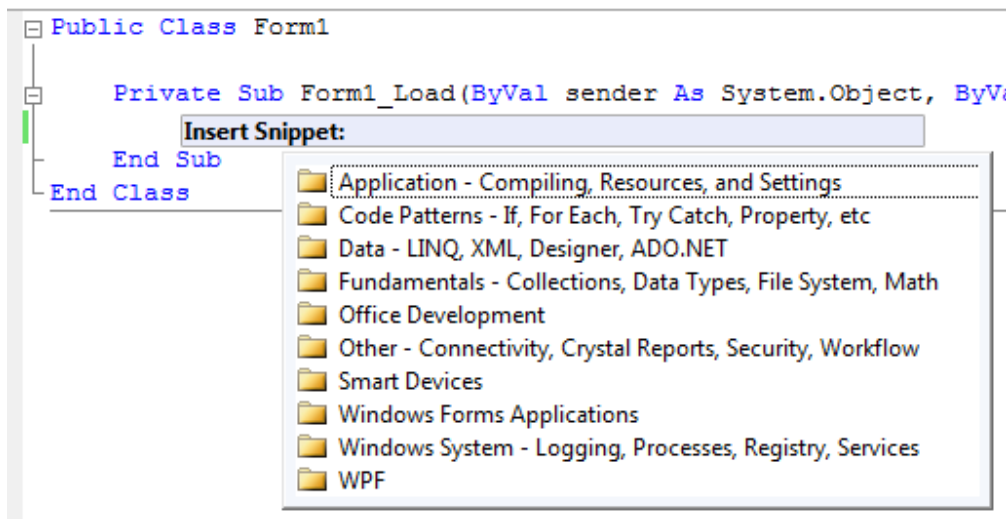 Public Class Form1
Private Sub Form1_Load(ByVal sender As System.Object, ByVa
Insert Snippet:
End Sub
End Class
Application - Compiling, Resources, and Settings
Code Patterns - If, For Each, Try Catch, Property, etc
Data - LINQ, XML, Designer, ADO.NET
Fundamentals - Collections, Data Types, File System, Math
Office Development
Other - Connectivity, Crystal Reports, Security, Workflow
Smart Devices
Windows Forms Applications
Windows System - Logging, Processes, Registry, Services
WPF